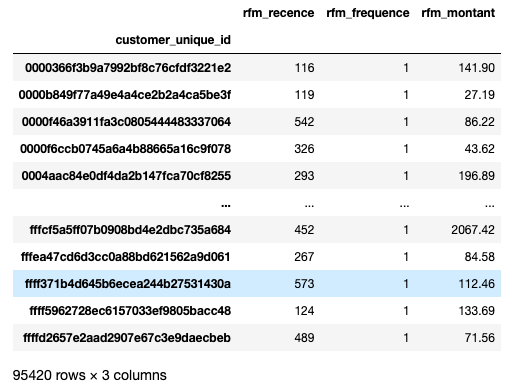 rfm_recence rfm_frequence rfm_montant
customer_unique_id
0000366f3b9a7992bf8c76cfdf3221e2 116 1 141.90
0000b849f77a49e4a4ce2b2a4ca5be3f 119 1 27.19
0000f46a3911fa3c0805444483337064 542 1 86.22
0000f6ccb0745a6a4b88665a16c9f078 326 1 43.62
0004aac84e0df4da2b147fca70cf8255 293 1 196.89
... ... ... ...
fffcf5a5ff07b0908bd4e2dbc735a684 452 1 2067.42
fffea47cd6d3cc0a88bd621562a9d061 267 1 84.58
ffff371b4d645b6ecea244b27531430a 573 1 112.46
ffff5962728ec6157033ef9805bacc48 124 1 133.69
ffffd2657e2aad2907e67c3e9daecbeb 489 1 71.56
95420 rows × 3 columns